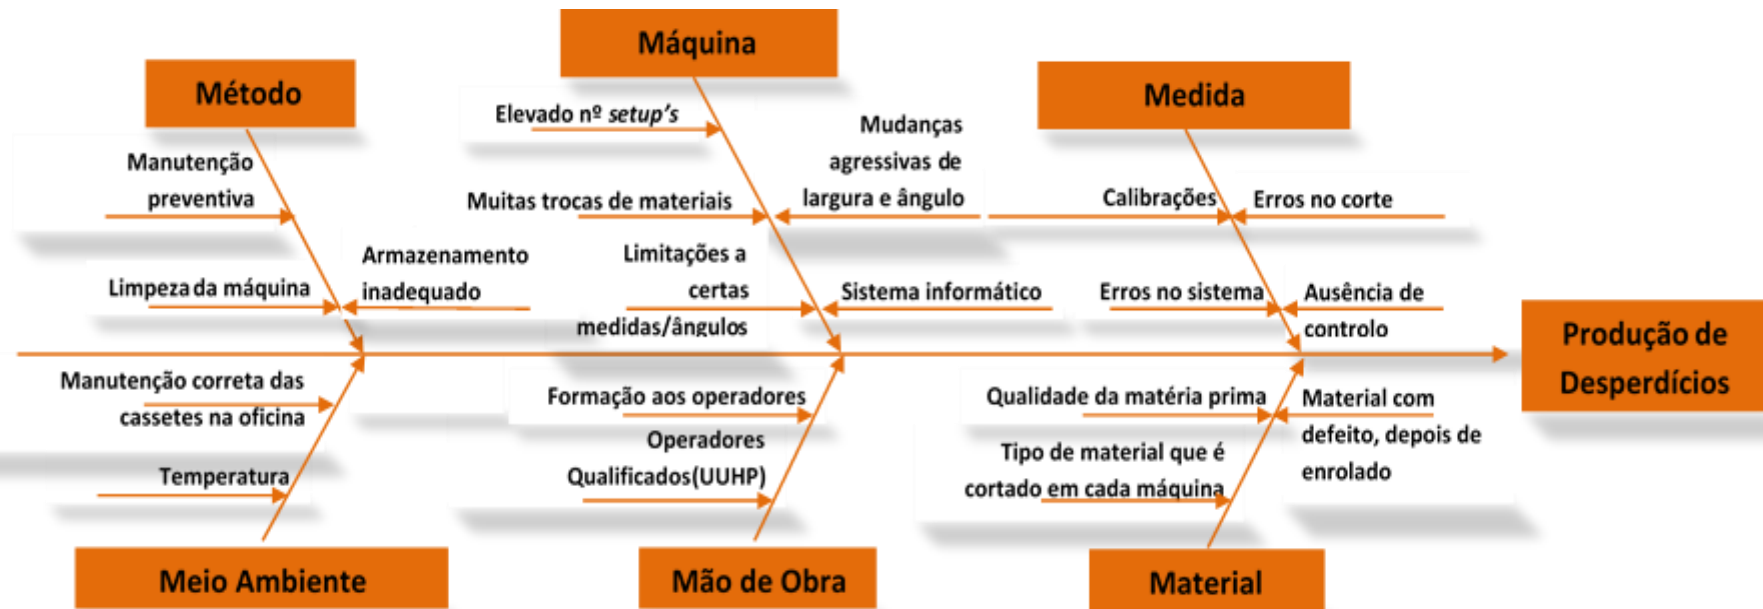 Máquina
Método
Medida
Elevado nº setup's
Mudanças
agressivas de
largura e ângulo
Manutenção
preventiva
Muitas trocas de materiais
Calibrações
Erros no corte
Armazenamento
inadequado
Limpeza da máquina
Limitações a
certas
medidas/ângulos
Sistema informático
Erros no sistema
Ausência de
controlo
Produção de
Desperdícios
Manutenção correta das
cassetes na oficina
Formação aos operadores
Qualidade da matéria prima
Material com
defeito, depois de
enrolado
Operadores
Qualificados(UUHP)
Tipo de material que é
cortado em cada máquina
Temperatura
Meio Ambiente
Mão de Obra
Material